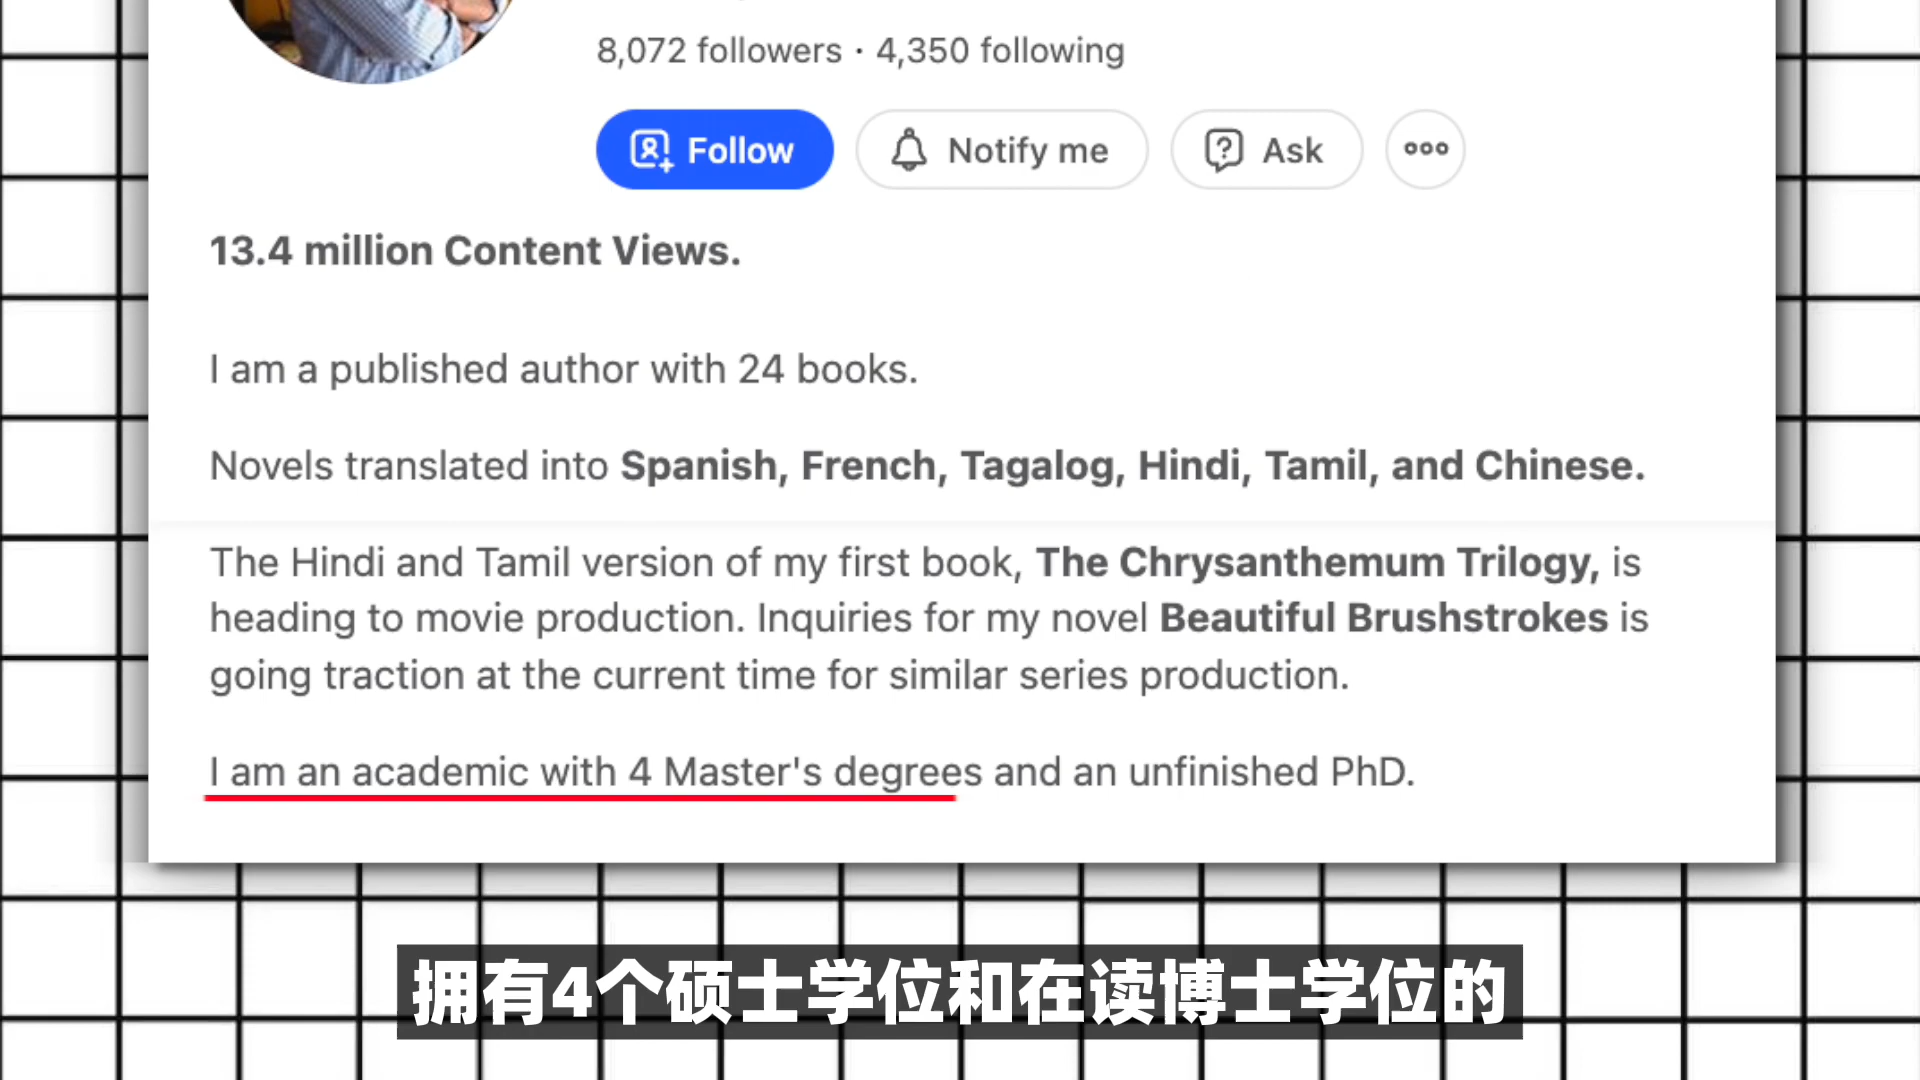 8,072 followers · 4,350 following
Follow
Notify me
Ask
13.4 million Content Views.
I am a published author with 24 books.
Novels translated into Spanish, French, Tagalog, Hindi, Tamil, and Chinese.
The Hindi and Tamil version of my first book, The Chrysanthemum Trilogy, is
heading to movie production. Inquiries for my novel Beautiful Brushstrokes is
going traction at the current time for similar series production.
I am an academic with 4 Master's degrees and an unfinished PhD.
拥有4个硕士学位和在读博士学位的